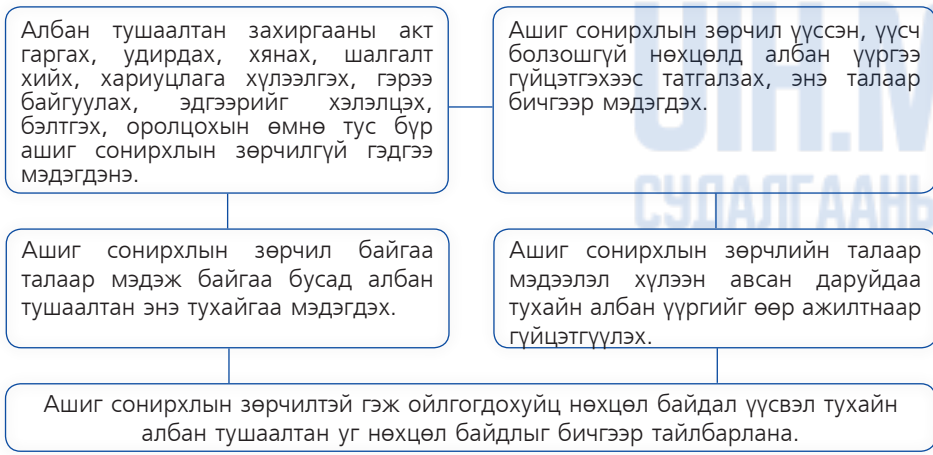 Албан тушаалтан захиргааны акт
гаргах, удирдах, хянах, шалгалт
хийх, хариуцлага хүлээлгэх, гэрээ
байгуулах, эдгээрийг хэлэлцэх,
бэлтгэх, оролцохын өмнө тус бүр
ашиг сонирхлын зөрчилгүй гэдгээ
мэдэгдэнэ.
Ашиг сонирхлын зөрчил үүссэн, үүсч
болзошгүй нөхцөлд албан үүргээ
гүйцэтгэхээс татгалзах, энэ талаар
бичгээр мэдэгдэх.
Ашиг сонирхлын зөрчил байгаа
талаар мэдэж байгаа бусад албан
тушаалтан энэ тухайгаа мэдэгдэх.
Ашиг сонирхлын зөрчлийн талаар
мэдээлэл хүлээн авсан даруйдаа
тухайн албан үүргийг өөр ажилтнаар
гүйцэтгүүлэх.
Ашиг сонирхлын зөрчилтэй гэж ойлгогдохуйц нөхцөл байдал үүсвэл тухайн
албан тушаалтан уг нөхцөл байдлыг бичгээр тайлбарлана.